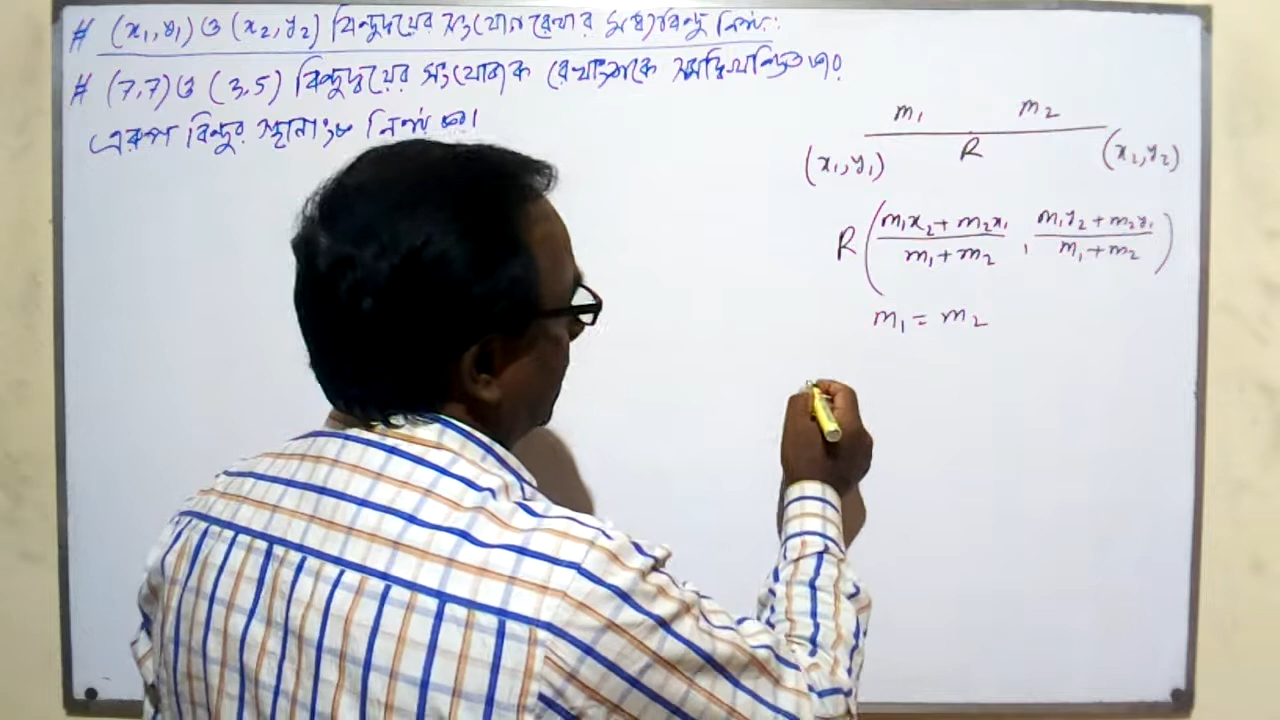 # (x₁, y₁) ও (x₂, y₂) বিন্দুদ্বয়ের সংযোগ রেখার মধ্যবিন্দু নির্ণয়:
# (7,7) ও (3,5) বিন্দুদ্বয়ের সংযোজক রেখাংশকে সমদ্বিখণ্ডিত করে
এরূপ বিন্দুর স্থানাংক নির্ণয় কর।
m₁ m₂
R
(x₁, y₁) (x₂, y₂)
R ( (m₁x₂ + m₂x₁)/(m₁ + m₂) , (m₁y₂ + m₂y₁)/(m₁ + m₂) )
m₁ = m₂